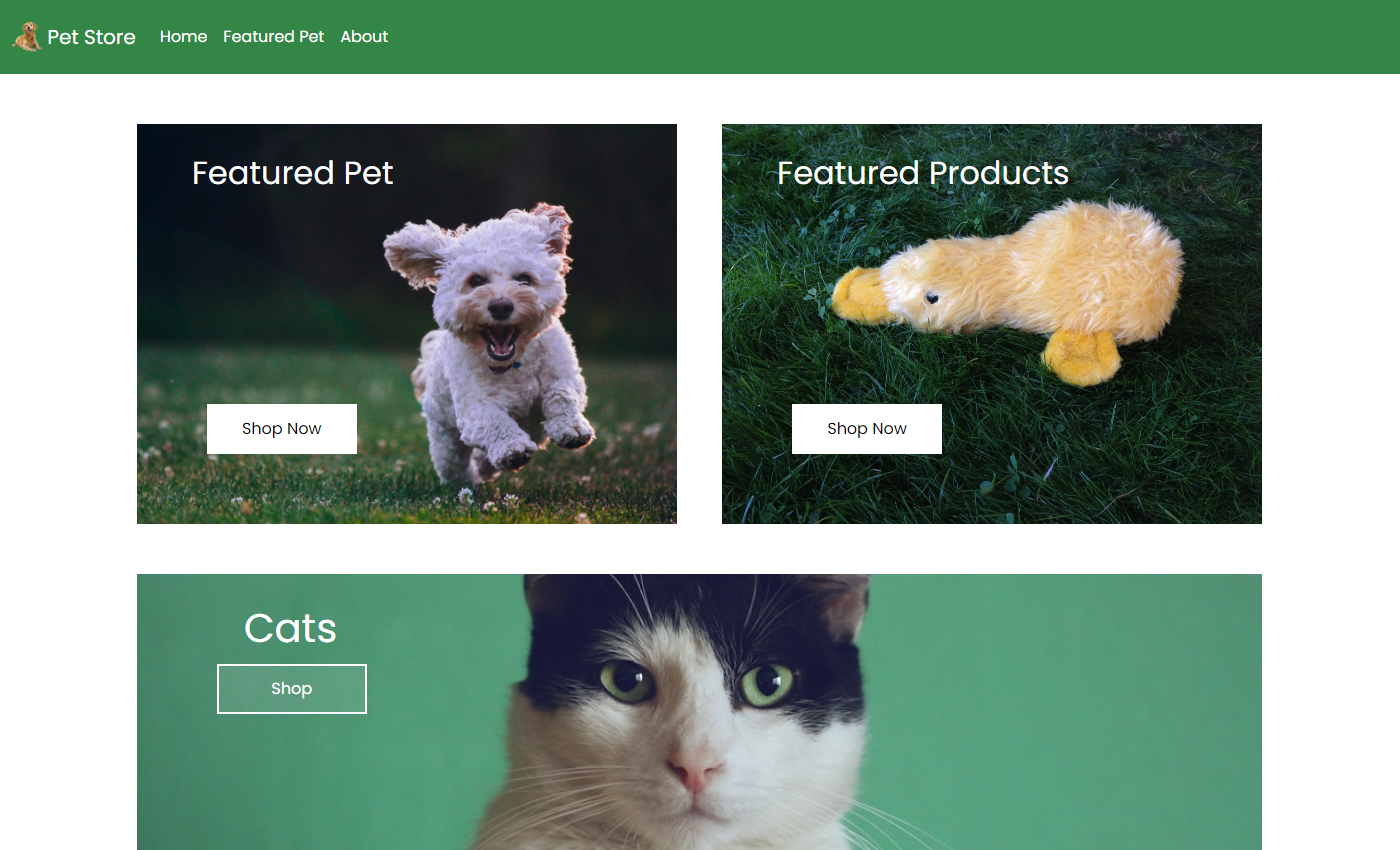 Pet Store Home Featured Pet About
Featured Pet
Shop Now
Featured Products
Shop Now
Cats
Shop